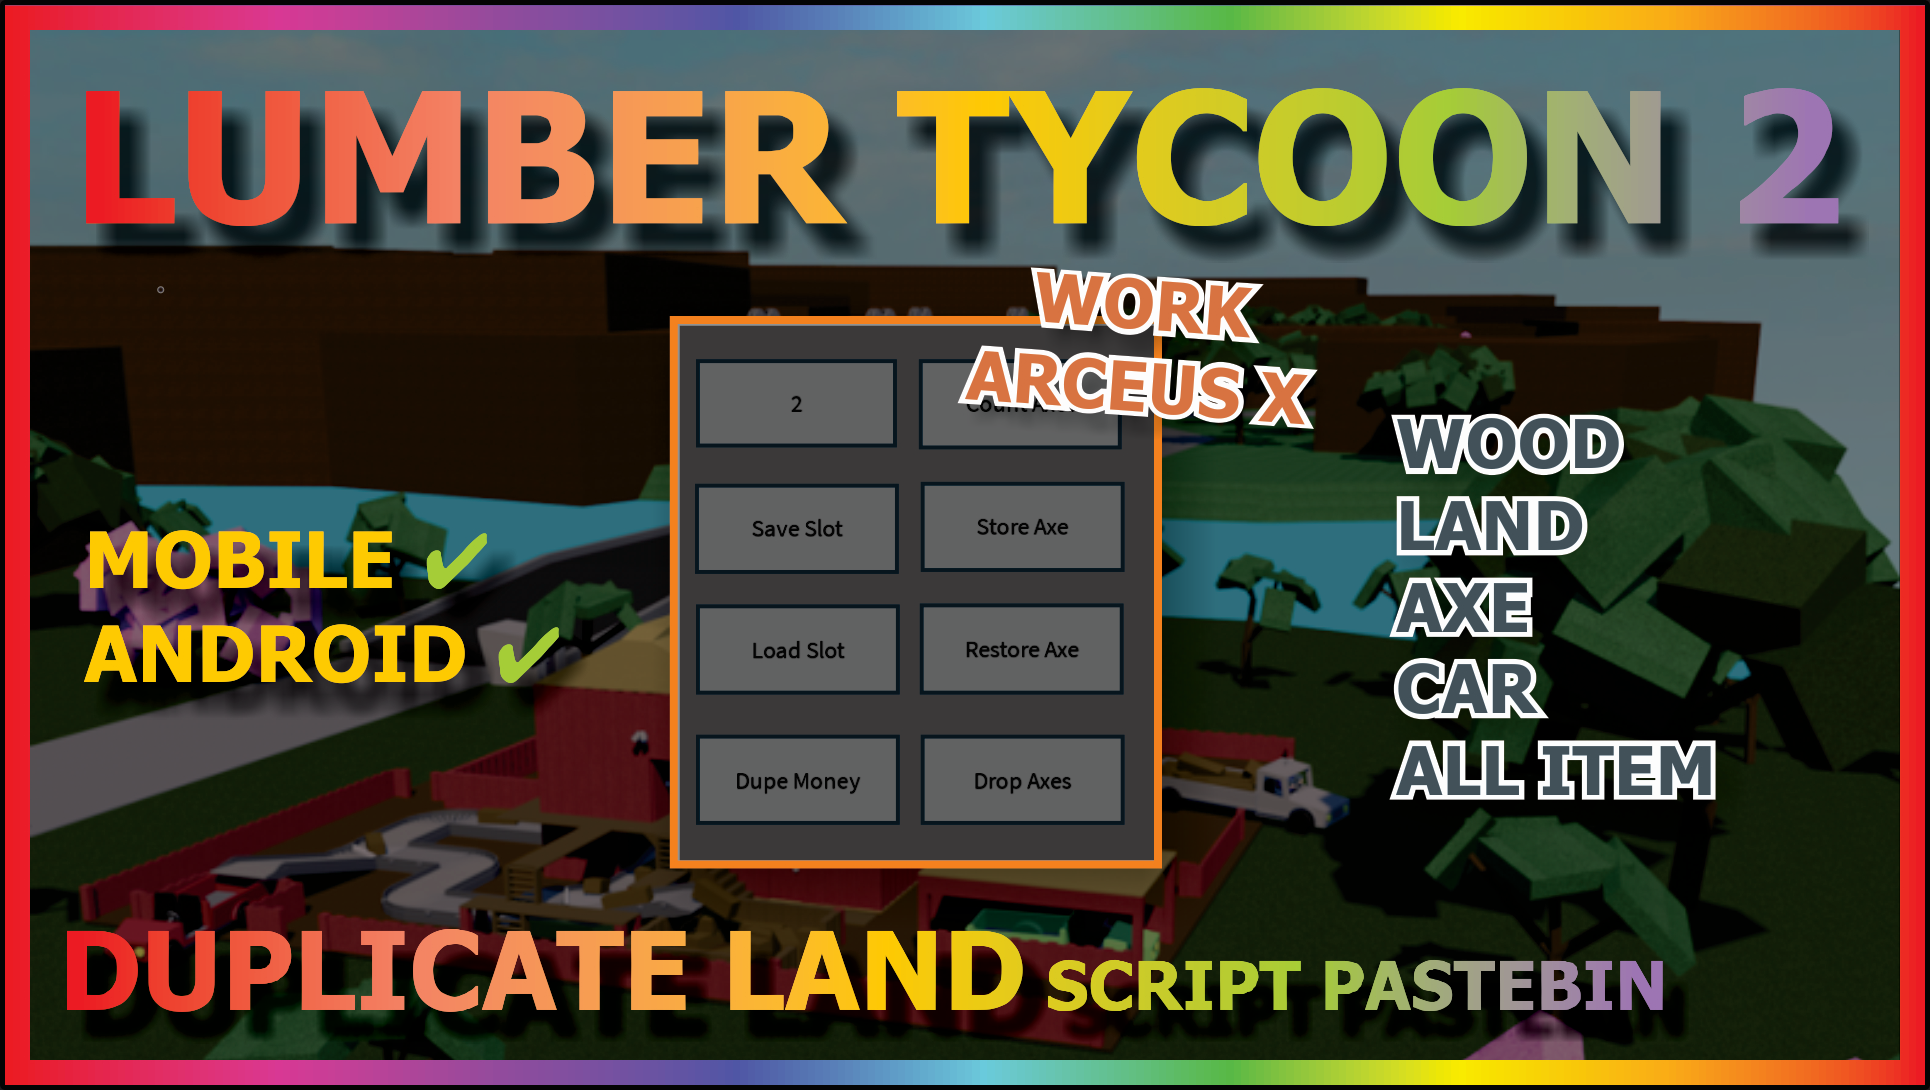 LUMBER TYCOON 2
WORK
ARCEUS X
2
Count
Save Slot
Store Axe
Load Slot
Restore Axe
Dupe Money
Drop Axes
MOBILE ✔
ANDROID ✔
WOOD
LAND
AXE
CAR
ALL ITEM
DUPLICATE LAND SCRIPT PASTEBIN